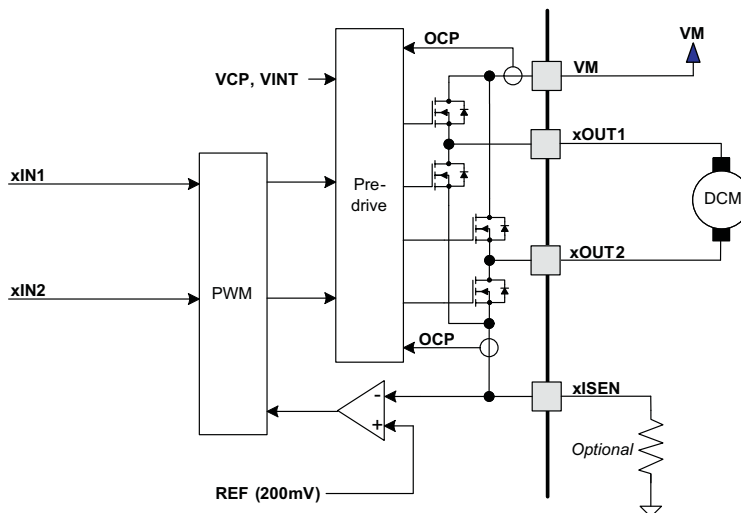 OCP
VM
VCP, VINT
VM
xOUT1
xIN1
Pre-
drive
DCM
xOUT2
xIN2
PWM
OCP
xISEN
-
+
Optional
REF (200mV)